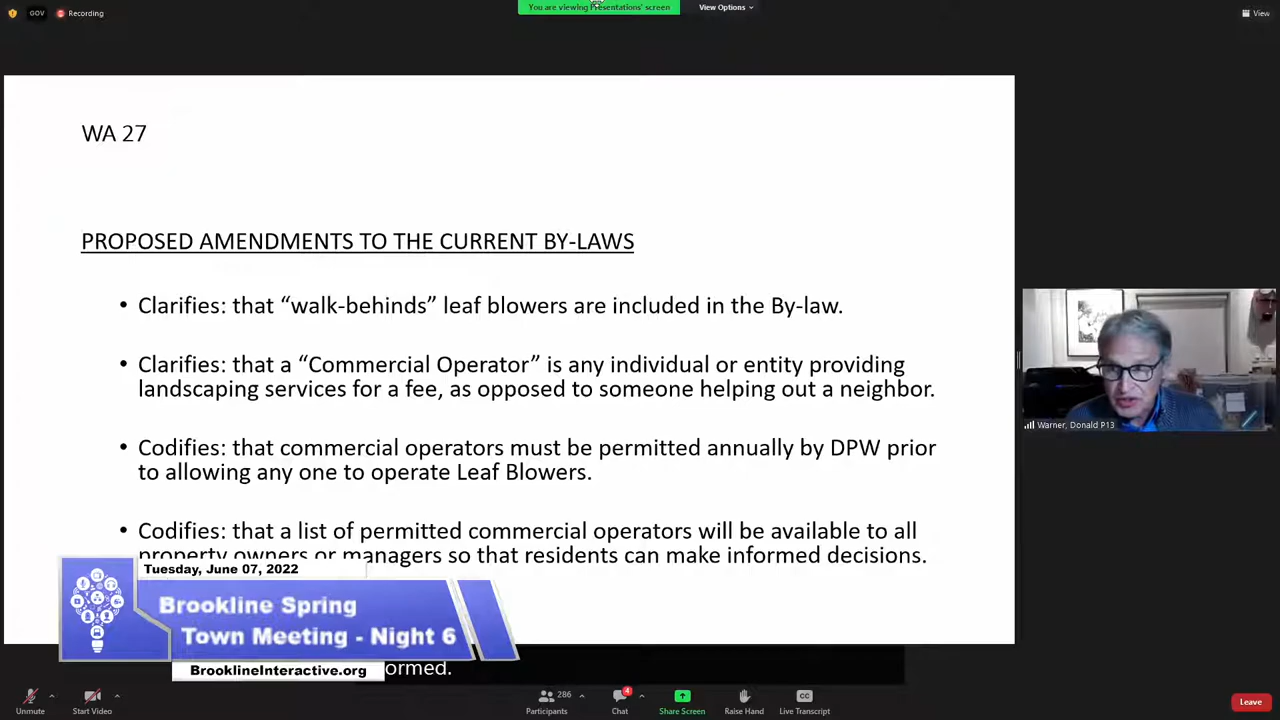 GOV
Recording
You are viewing Presentations' screen
View Options
View
WA 27
PROPOSED AMENDMENTS TO THE CURRENT BY-LAWS
• Clarifies: that “walk-behinds” leaf blowers are included in the By-law.
• Clarifies: that a “Commercial Operator” is any individual or entity providing
landscaping services for a fee, as opposed to someone helping out a neighbor.
• Codifies: that commercial operators must be permitted annually by DPW prior
to allowing any one to operate Leaf Blowers.
• Codifies: that a list of permitted commercial operators will be available to all
property owners or managers so that residents can make informed decisions.
Warner, Donald P13
Tuesday, June 07, 2022
Brookline Spring
Town Meeting - Night 6
BrooklineInteractive.org
ormed.
Unmute
Start Video
286
Participants
4
Chat
Share Screen
Raise Hand
CC
Live Transcript
Leave